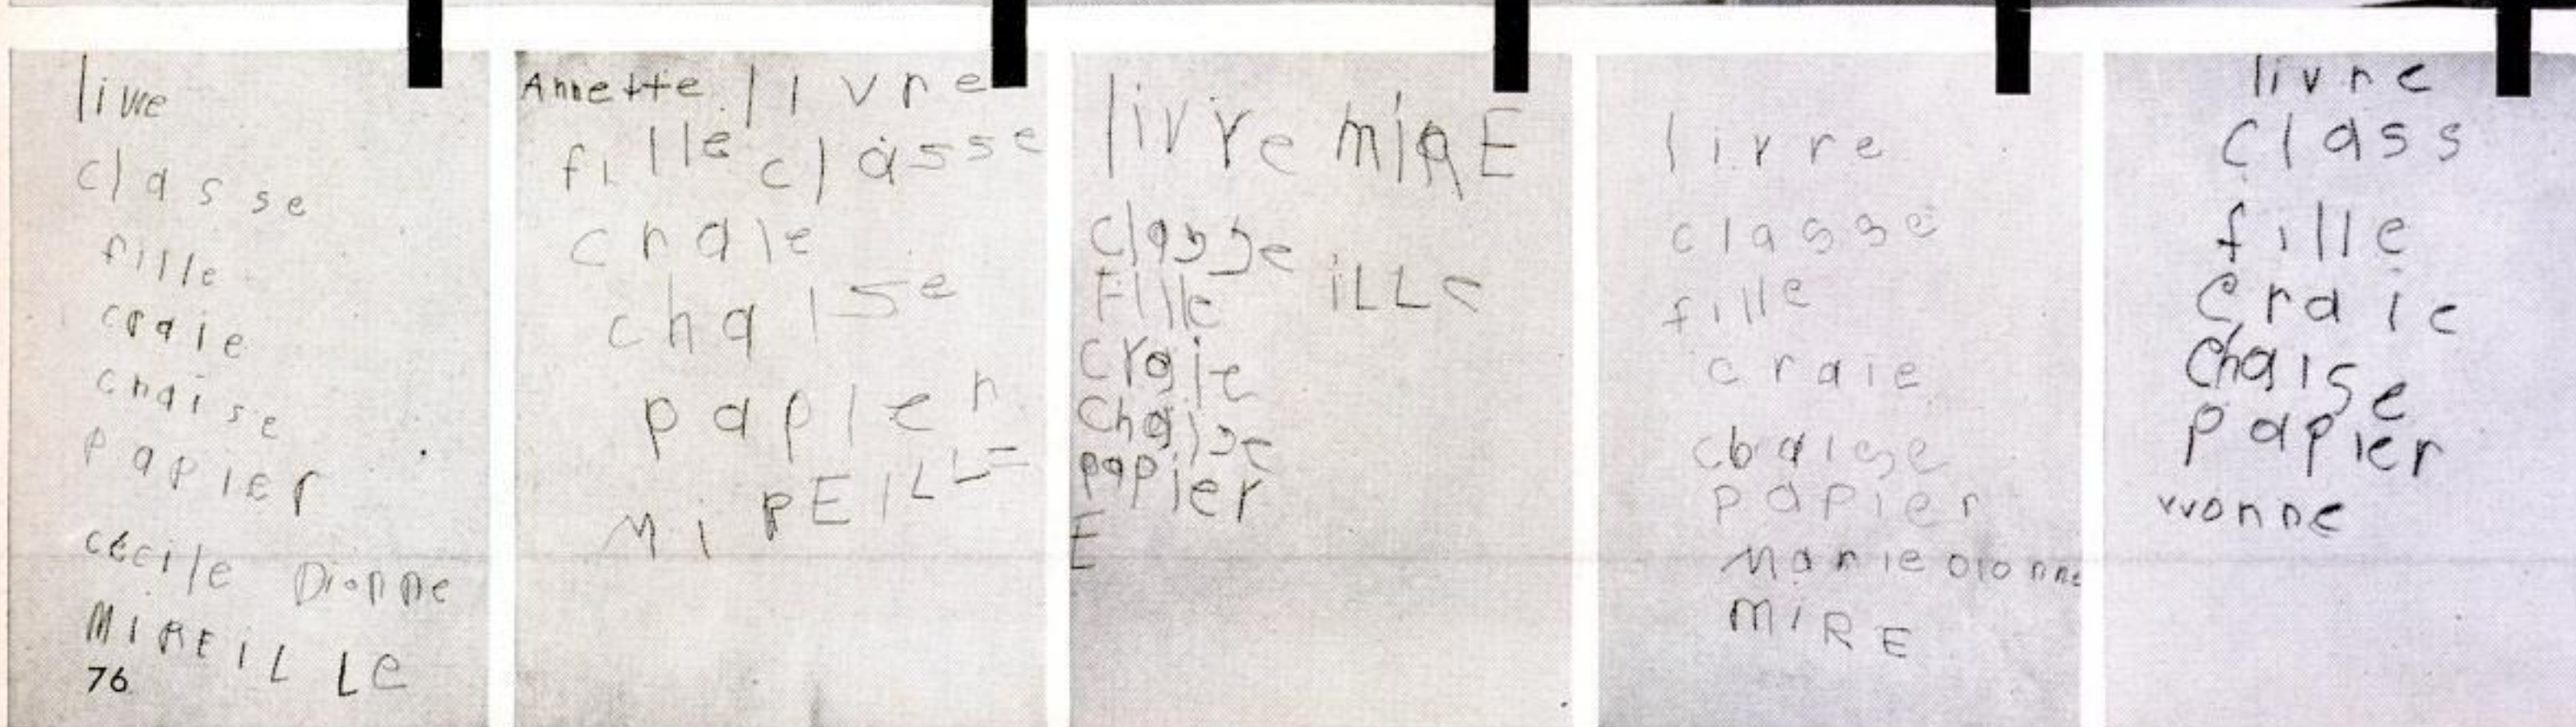 livre
classe
fille
craie
chaise
papier
cécile Dionne
MIREILLe
76
Annette livre
fille classe
craie
chaise
papier
MiREILLE
livre miRE
classe
Fille iLLe
craie
chaise
papier
E
livre
classe
fille
craie
chaise
papier
Marie Dionne
MiRE
livre
class
fille
craie
chaise
papier
yvonne